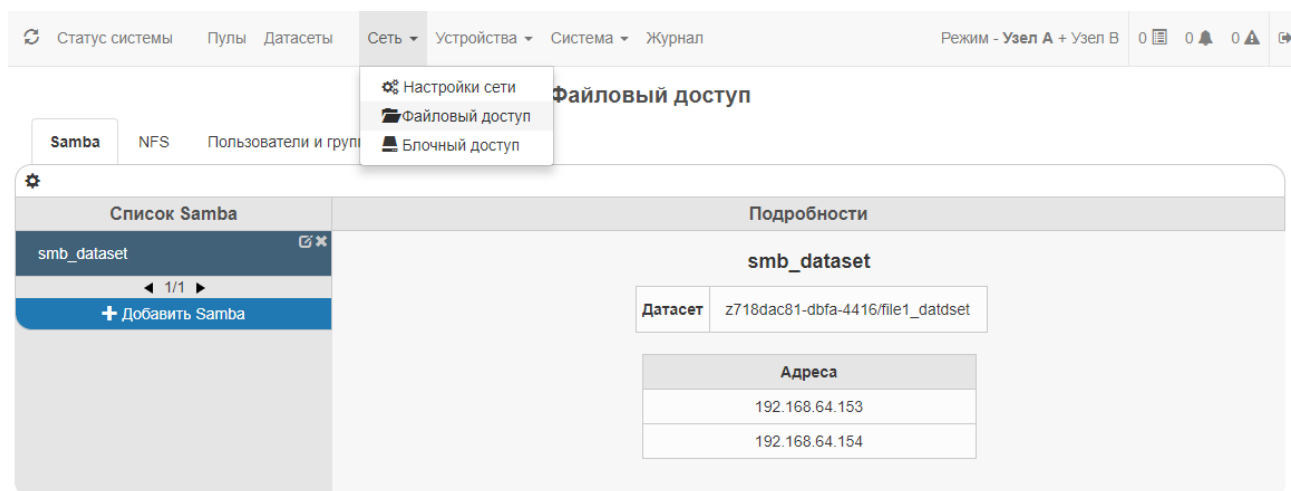 Статус системы Пулы Датасеты Сеть Устройства Система Журнал Режим - Узел A + Узел B 0 0 0
Настройки сети
Файловый доступ
Файловый доступ
Блочный доступ
Samba NFS Пользователи и груп
Список Samba Подробности
smb_dataset
1/1
Добавить Samba
smb_dataset
Датасет z718dac81-dbfa-4416/file1_datdset
Адреса
192.168.64.153
192.168.64.154